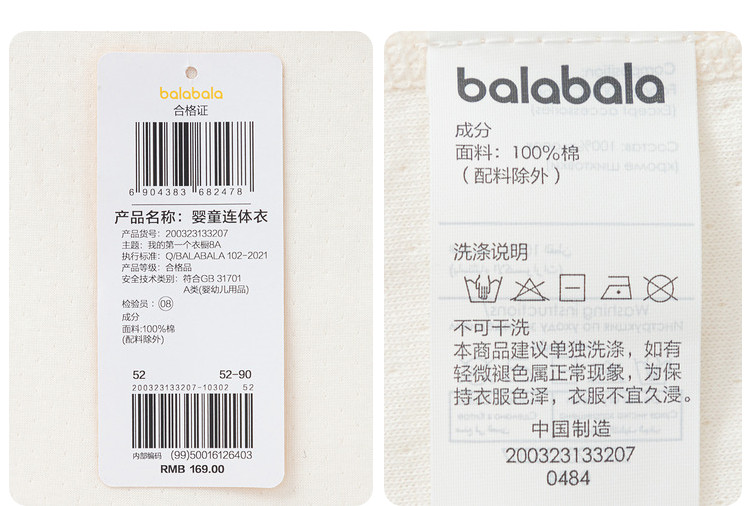 balabala
合格证
6 904383 682478
产品名称：婴童连体衣
产品货号：200323133207
主题：我的第一个衣橱8A
执行标准：Q/BALABALA 102-2021
产品等级：合格品
安全技术类别：符合GB 31701
A类(婴幼儿用品)
检验员：08
成分
面料:100%棉
(配料除外)
52 52-90
200323133207-10302 52
内部编码 (99)50016126403
RMB 169.00
balabala
成分
面料：100%棉
（配料除外）
洗涤说明
不可干洗
本商品建议单独洗涤，如有
轻微褪色属正常现象，为保
持衣服色泽，衣服不宜久浸。
中国制造
200323133207
0484